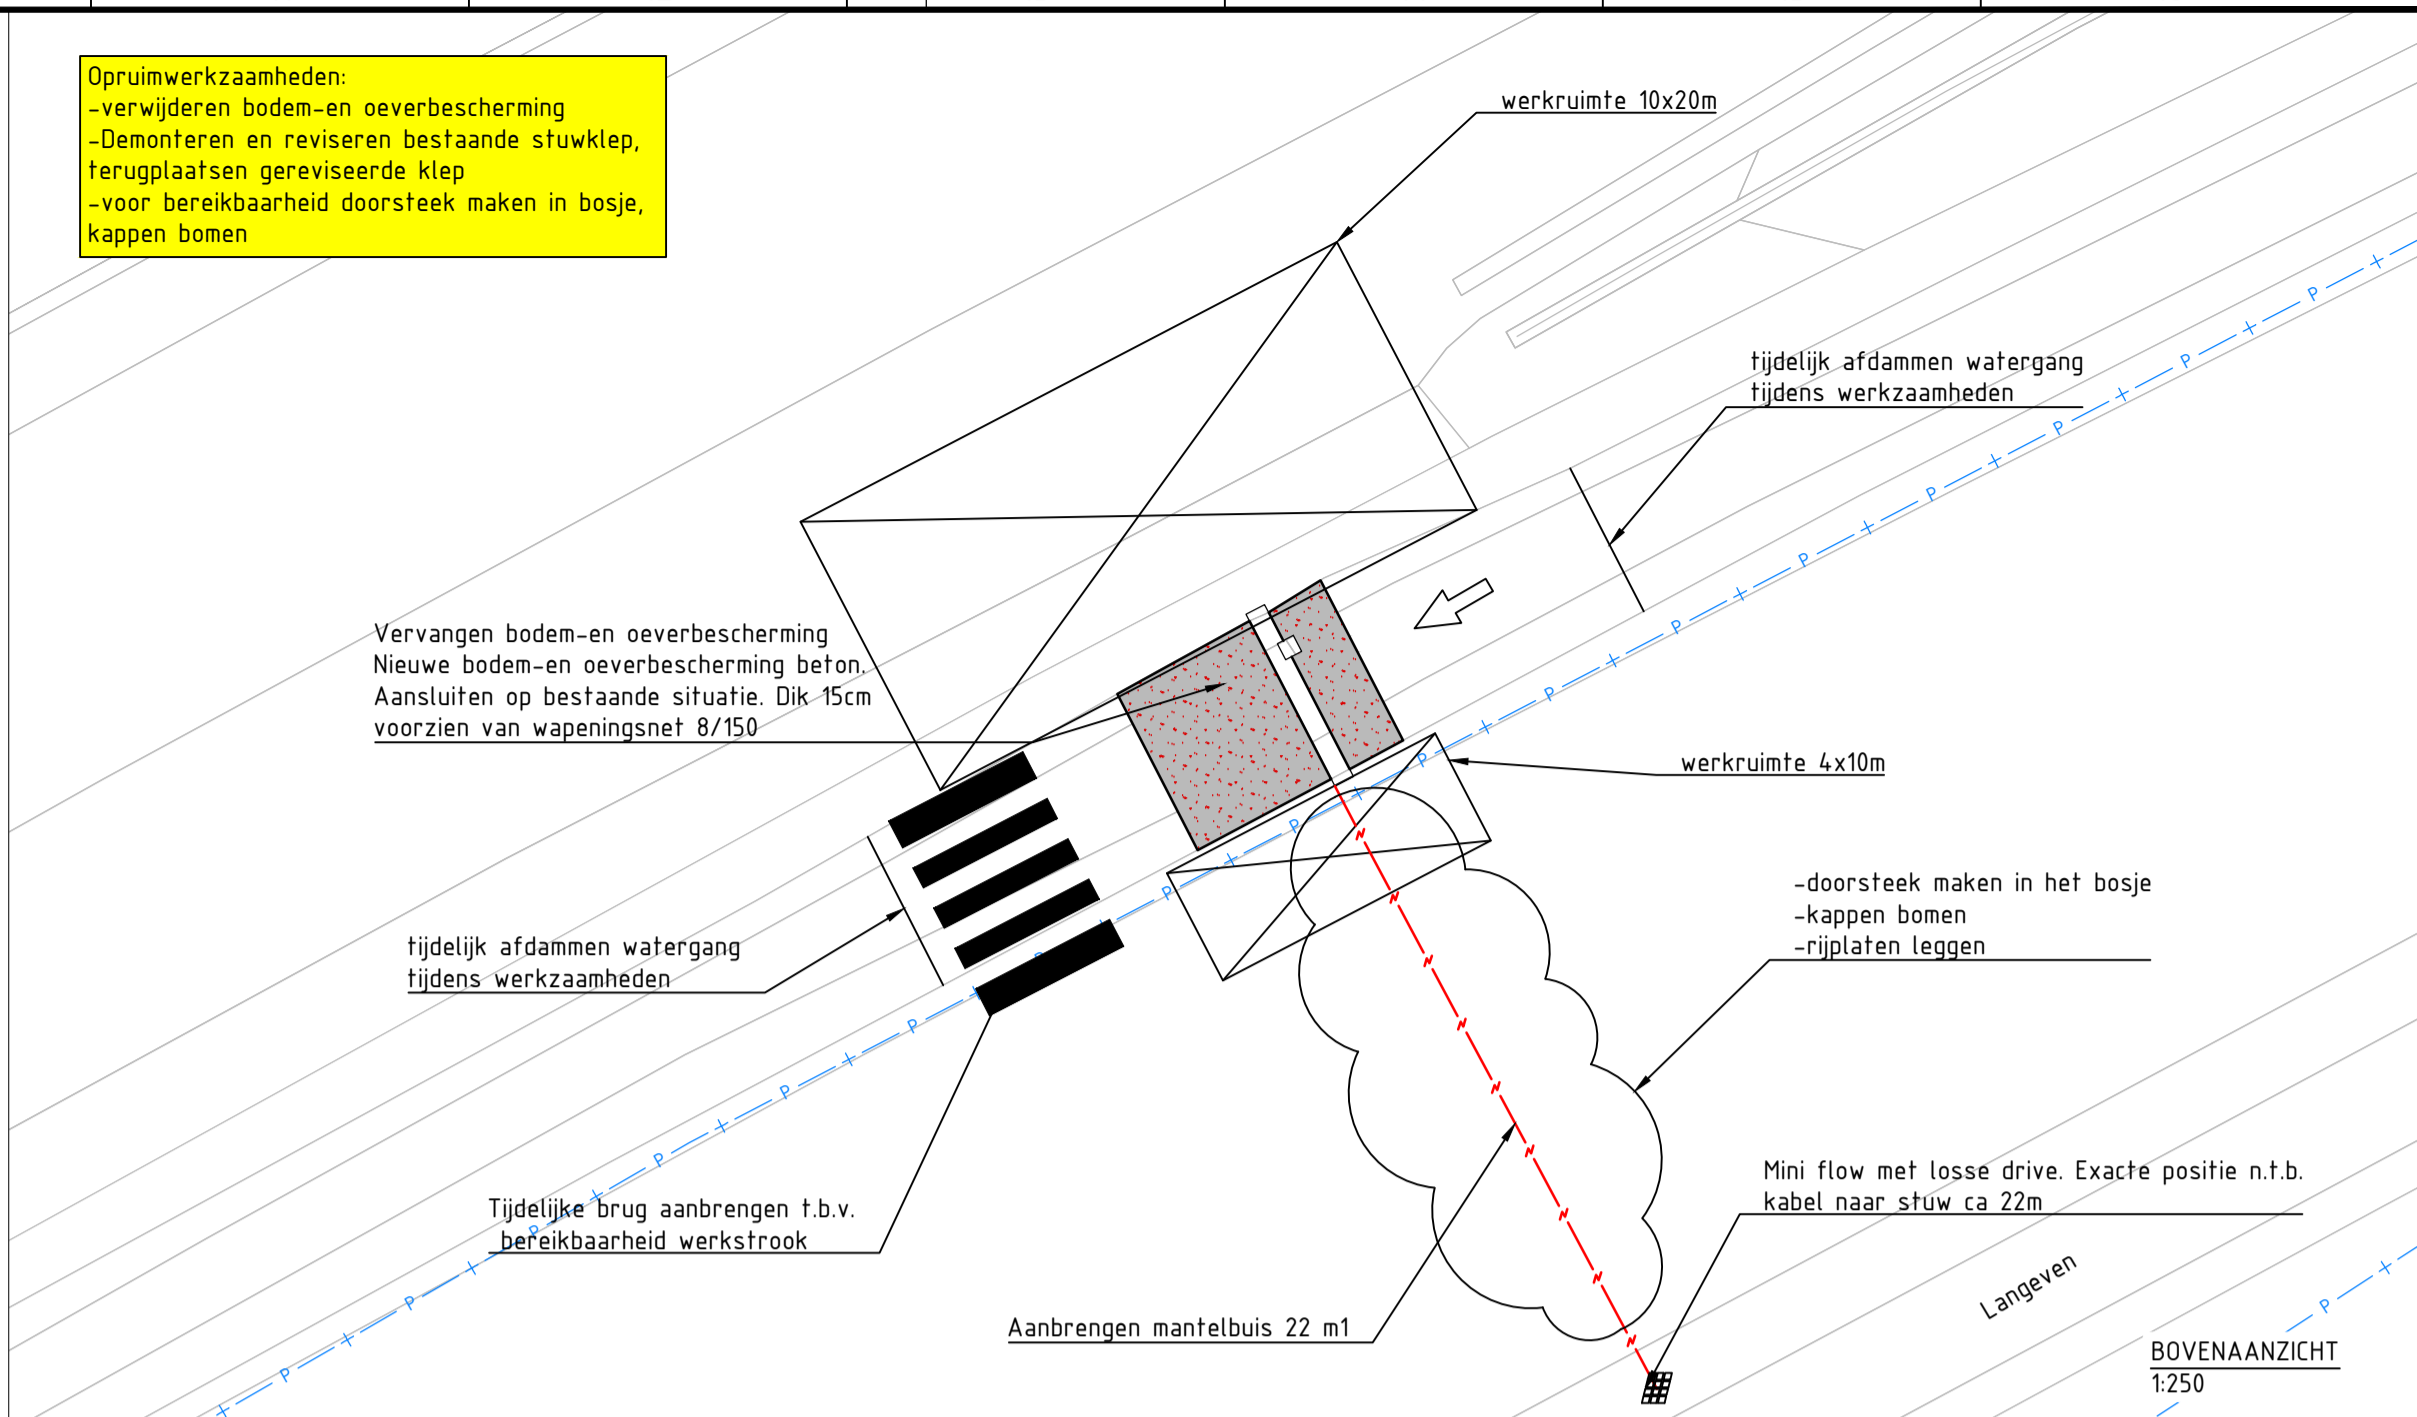 Opruimwerkzaamheden:
-verwijderen bodem-en oeverbescherming
-Demonteren en reviseren bestaande stuwklep,
terugplaatsen gereviseerde klep
-voor bereikbaarheid doorsteek maken in bosje,
kappen bomen
werkruimte 10x20m
tijdelijk afdammen watergang
tijdens werkzaamheden
Vervangen bodem-en oeverbescherming
Nieuwe bodem-en oeverbescherming beton.
Aansluiten op bestaande situatie. Dik 15cm
voorzien van wapeningsnet 8/150
werkruimte 4x10m
-doorsteek maken in het bosje
-kappen bomen
-rijplaten leggen
tijdelijk afdammen watergang
tijdens werkzaamheden
Mini flow met losse drive. Exacte positie n.t.b.
kabel naar stuw ca 22m
Tijdelijke brug aanbrengen t.b.v.
bereikbaarheid werkstrook
Langeven
Aanbrengen mantelbuis 22 m1
BOVENAANZICHT
1:250